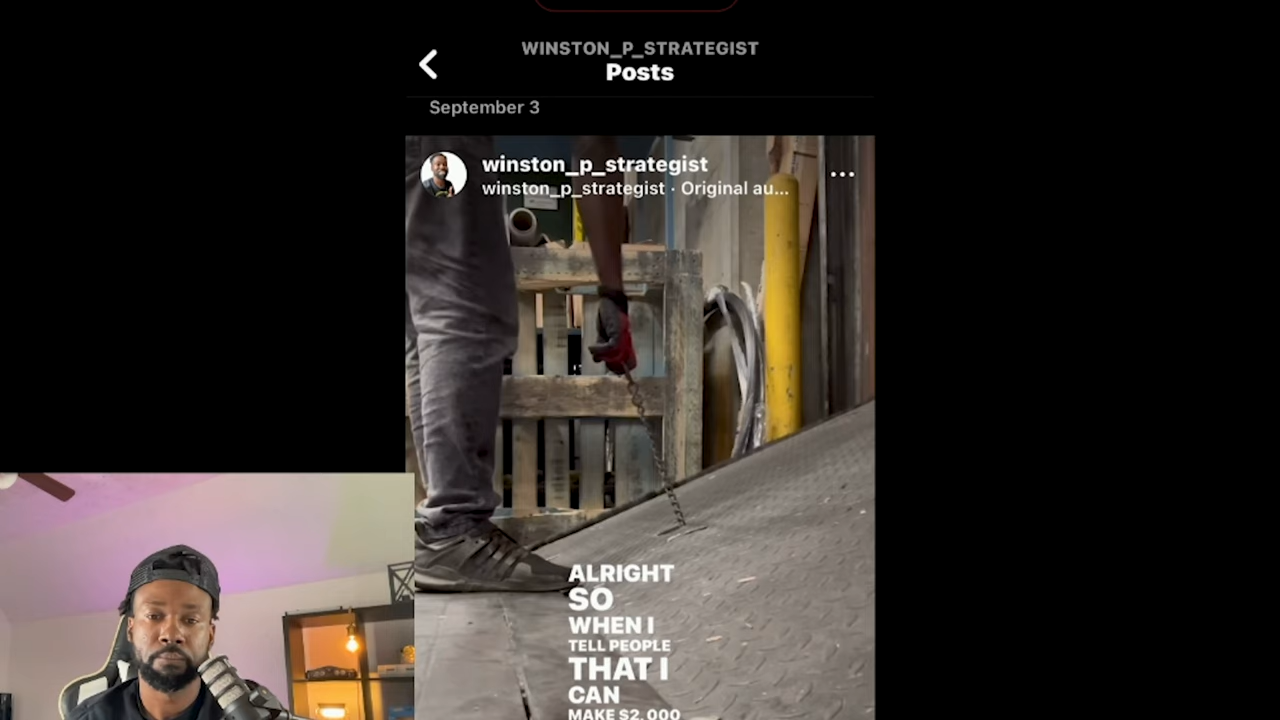 WINSTON_P_STRATEGIST
Posts
September 3
winston_p_strategist
winston_p_strategist · Original au...
ALRIGHT
SO
WHEN I
TELL PEOPLE
THAT I
CAN
MAKE $2,000